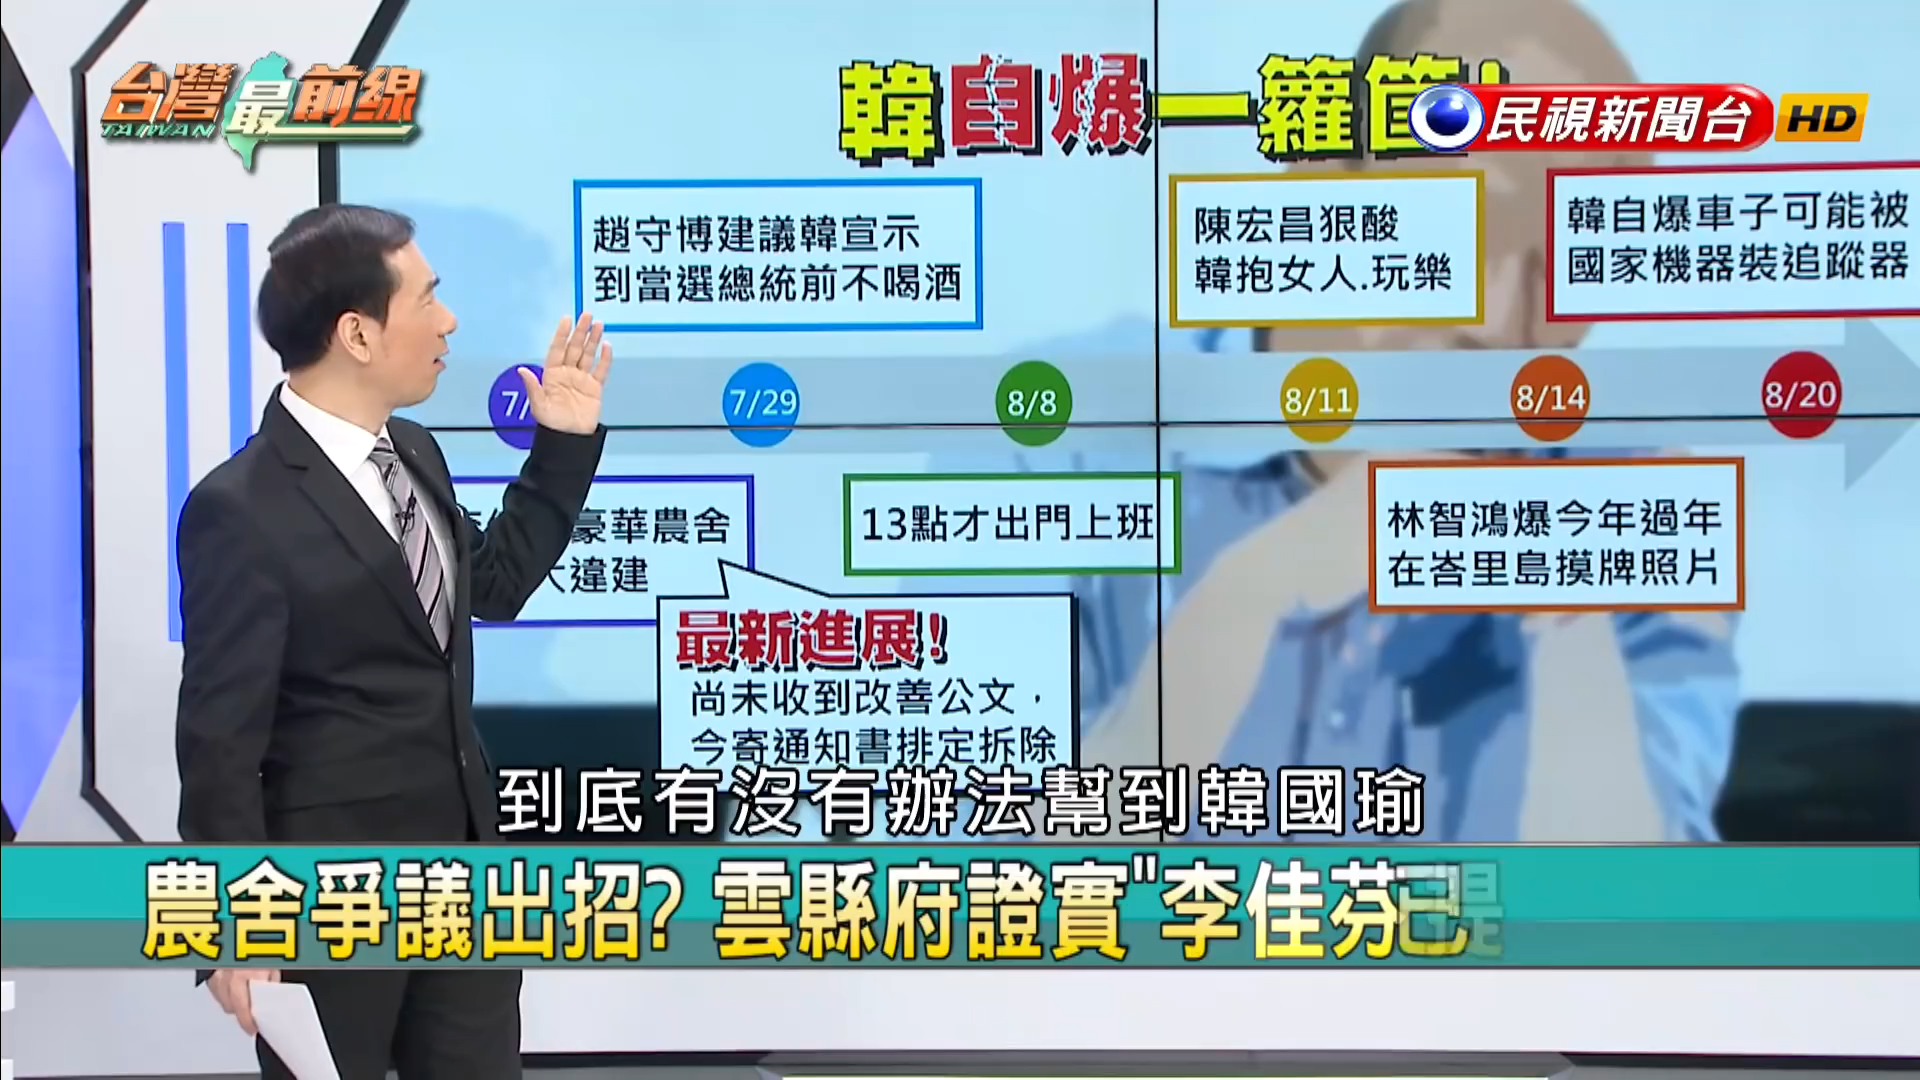 台灣最前線
TAIWAN
韓自爆一籮筐!
民視新聞台 HD
趙守博建議韓宣示
到當選總統前不喝酒
陳宏昌狠酸
韓抱女人.玩樂
韓自爆車子可能被
國家機器裝追蹤器
7/
7/29
8/8
8/11
8/14
8/20
豪華農舍
大違建
13點才出門上班
林智鴻爆今年過年
在峇里島摸牌照片
最新進展!
尚未收到改善公文，
今寄通知書排定拆除
到底有沒有辦法幫到韓國瑜
農舍爭議出招? 雲縣府證實"李佳芬已提